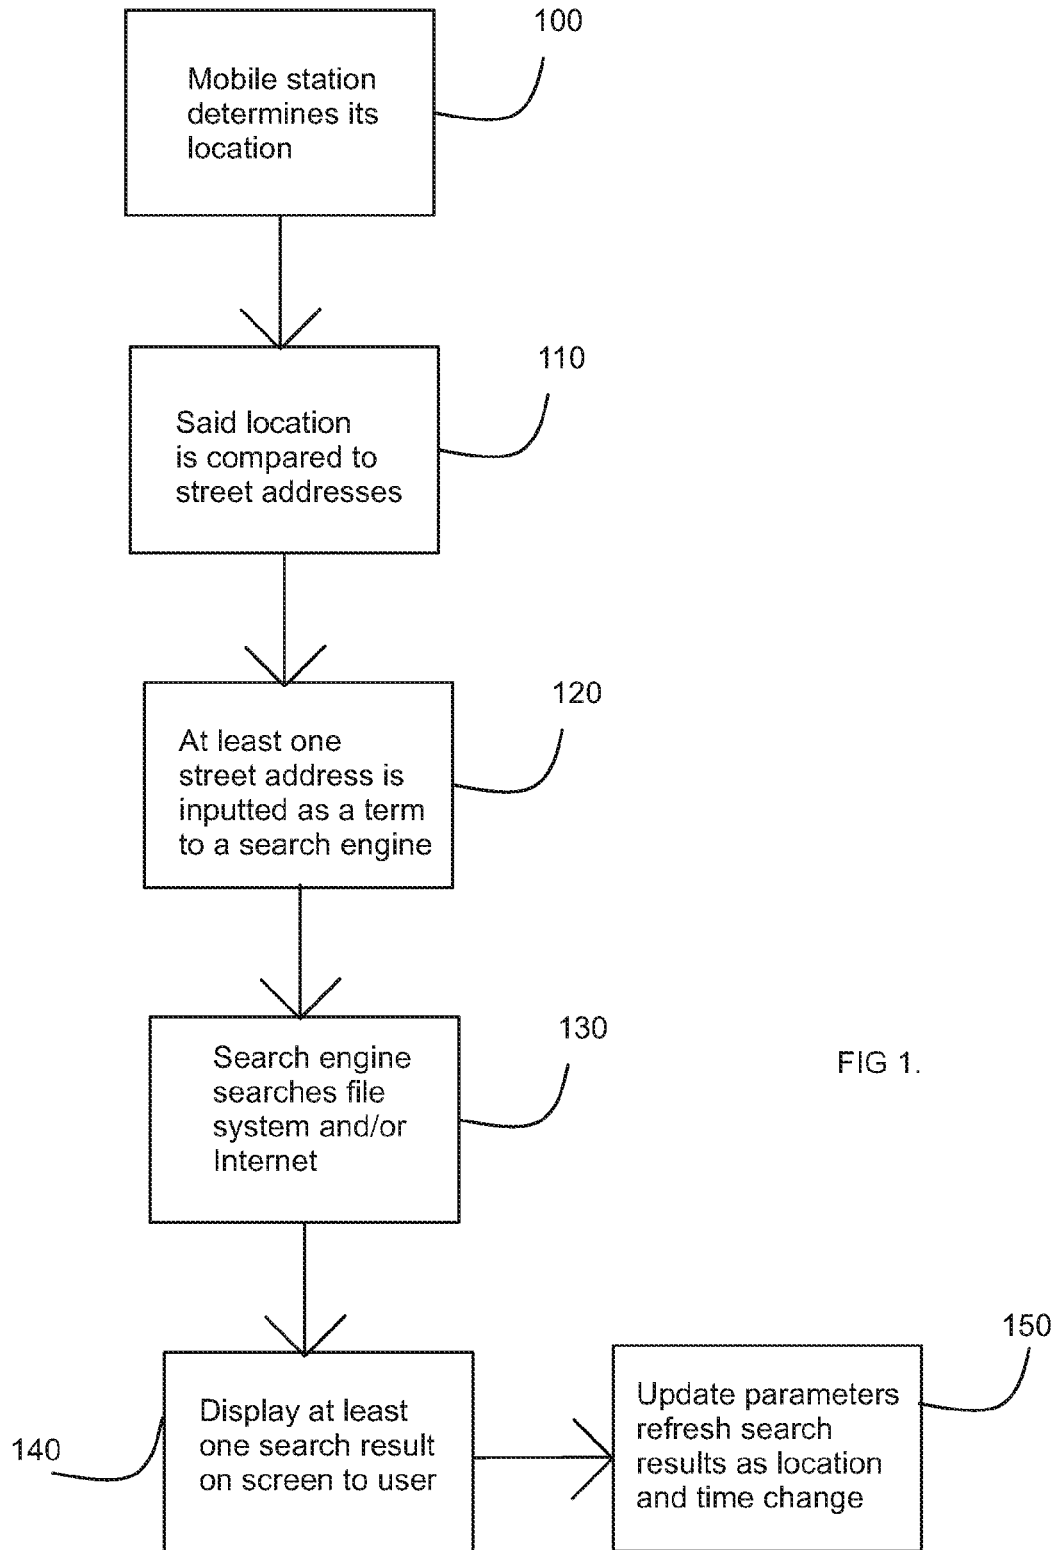 100
Mobile station
determines its
location
110
Said location
is compared to
street addresses
120
At least one
street address is
inputted as a term
to a search engine
130
Search engine
searches file
system and/or
Internet
FIG 1.
140
Display at least
one search result
on screen to user
150
Update parameters
refresh search
results as location
and time change